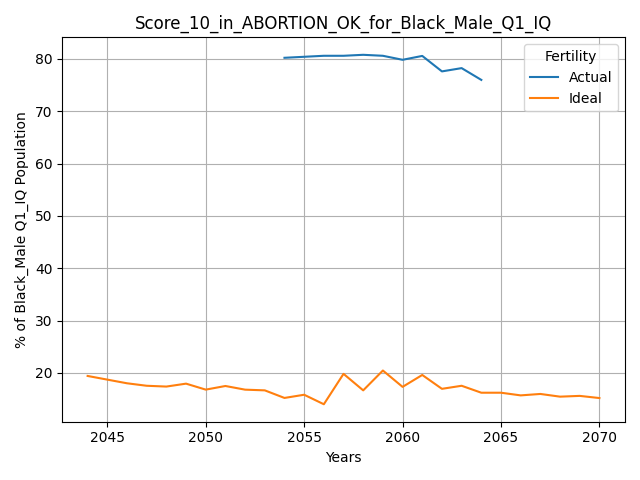 Score_10_in_ABORTION_OK_for_Black_Male_Q1_IQ
Fertility
Actual
Ideal
% of Black_Male Q1_IQ Population
80
70
60
50
40
30
20
2045
2050
2055
2060
2065
2070
Years